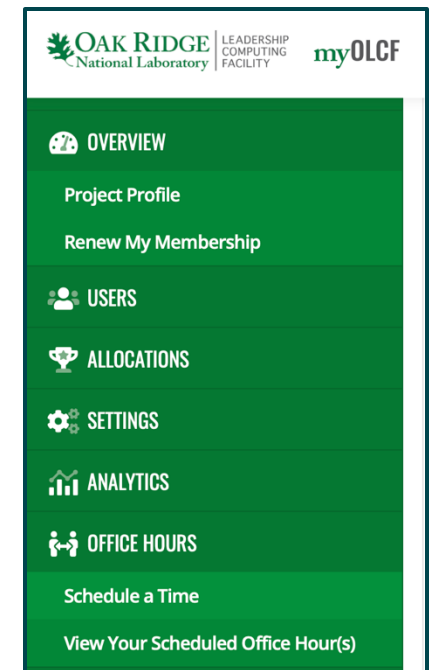 OAK RIDGE
National Laboratory
LEADERSHIP
COMPUTING
FACILITY
myOLCF
OVERVIEW
Project Profile
Renew My Membership
USERS
ALLOCATIONS
SETTINGS
ANALYTICS
OFFICE HOURS
Schedule a Time
View Your Scheduled Office Hour(s)